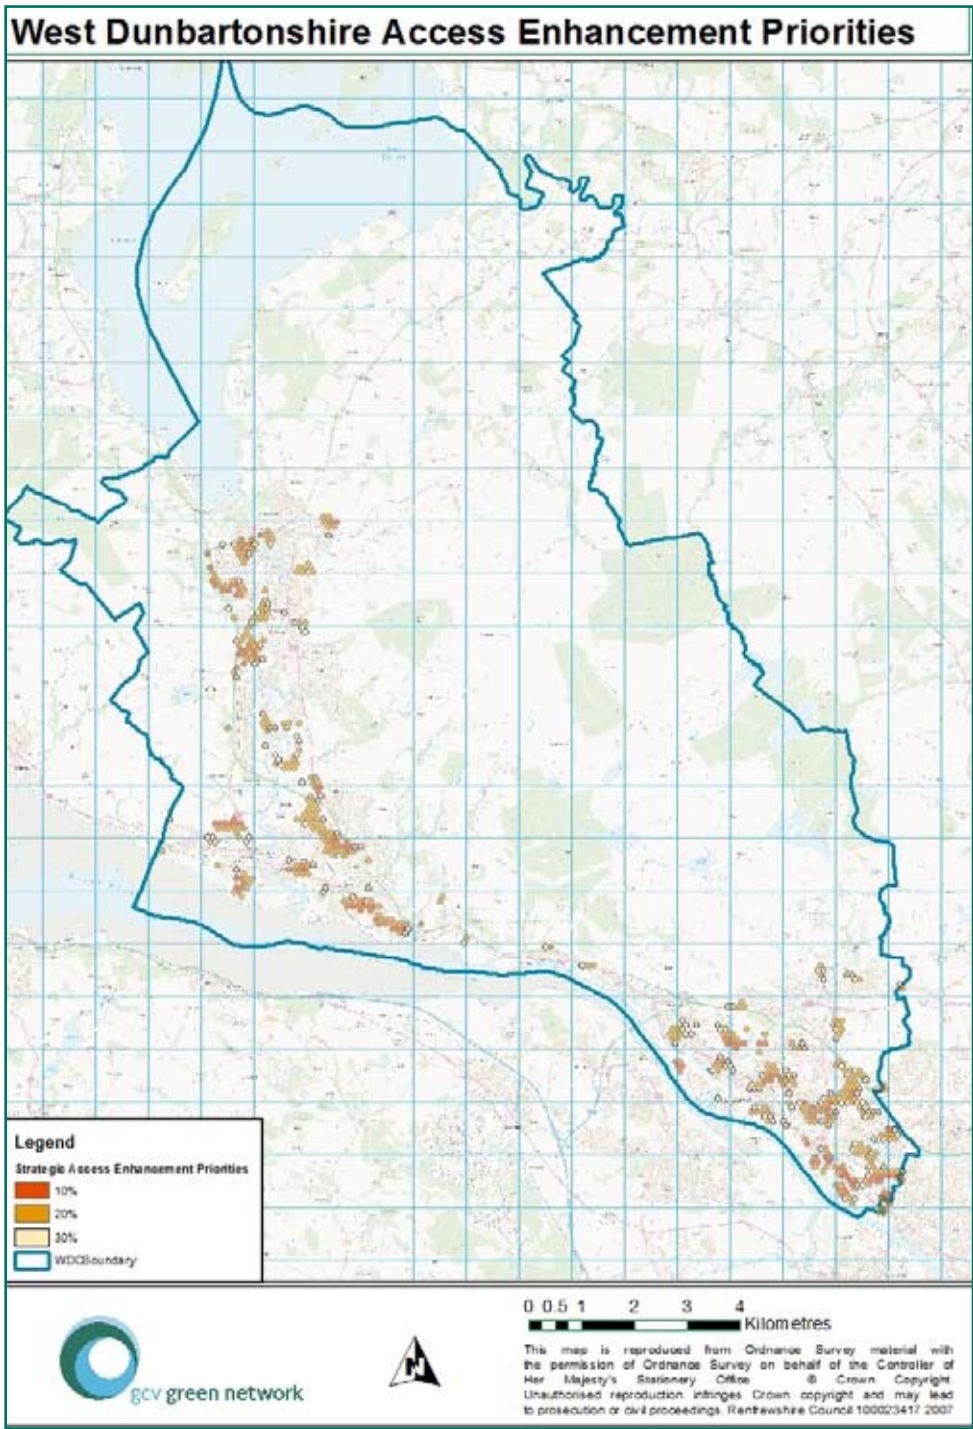 West Dunbartonshire Access Enhancement Priorities
Legend
Strategic Access Enhancement Priorities
10%
20%
30%
WDCBoundary
gcv green network
N
0 0.5 1 2 3 4
Kilometres
This map is reproduced from Ordnance Survey material with
the permission of Ordnance Survey on behalf of the Controller of
Her Majesty's Stationery Office © Crown Copyright.
Unauthorised reproduction infringes Crown copyright and may lead
to prosecution or civil proceedings. Renfrewshire Council 100023417 2007